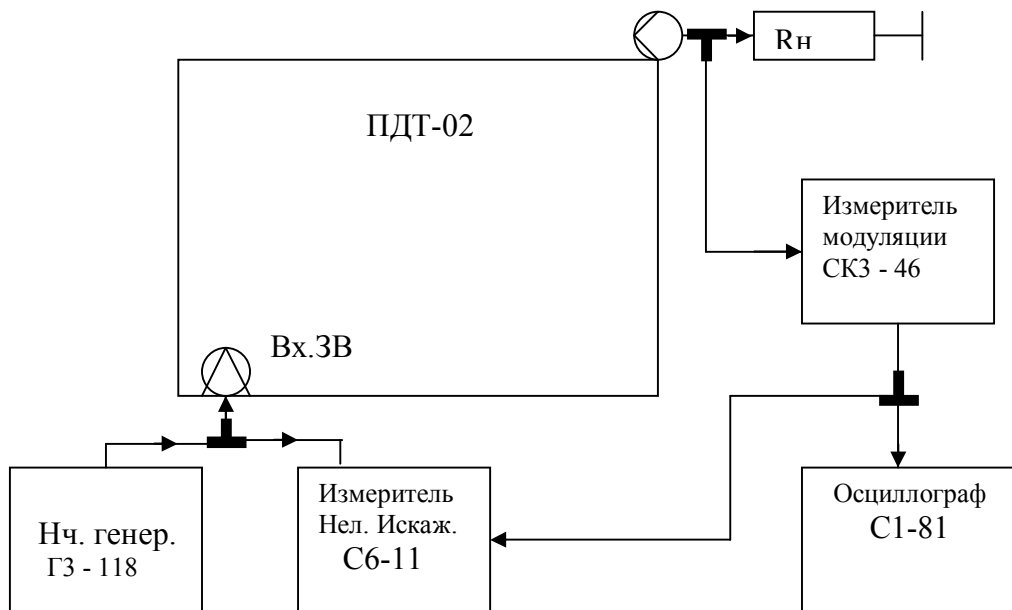 Rн
ПДТ-02
Измеритель
модуляции
СК3 - 46
Вх.ЗВ
Нч. генер.
Г3 - 118
Измеритель
Нел. Искаж.
С6-11
Осциллограф
С1-81